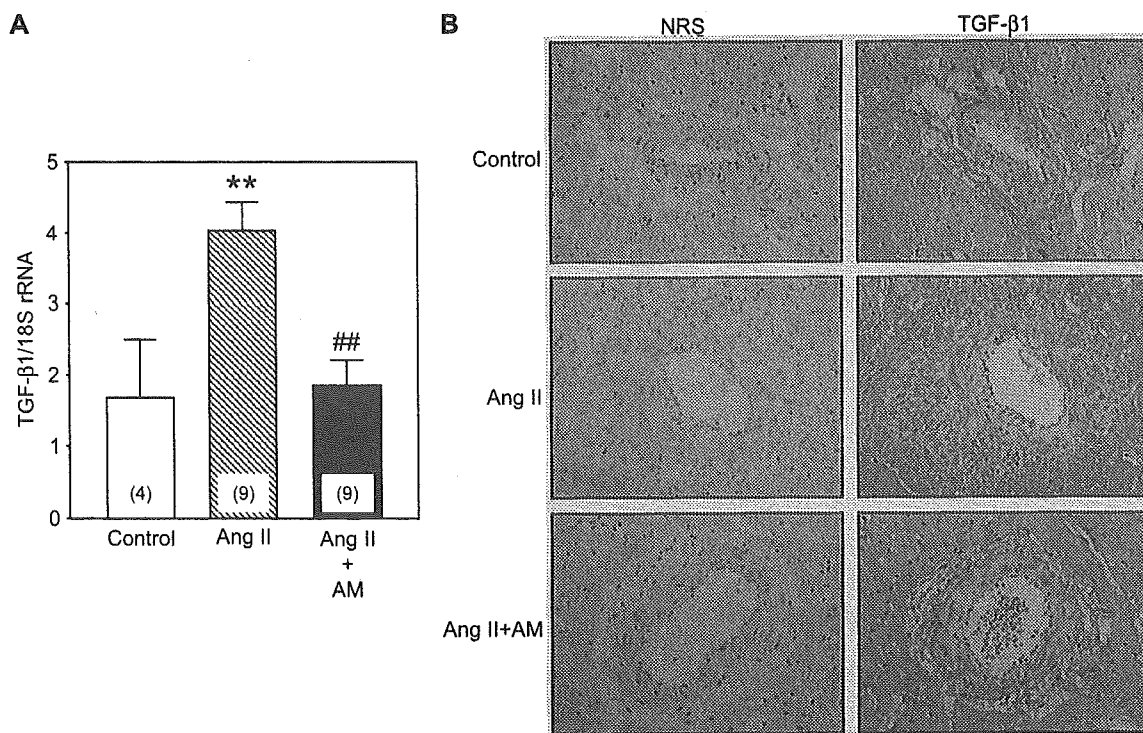 A
TGF-β1/18S rRNA
5
4
3
2
1
0
**
##
(4)
(9)
(9)
Control
Ang II
Ang II
+
AM
B
NRS
TGF-β1
Control
Ang II
Ang II+AM